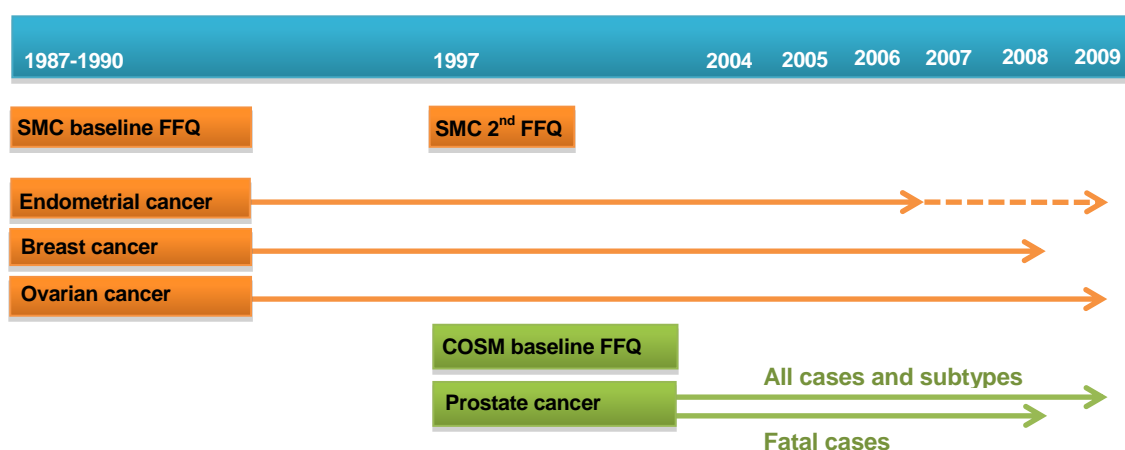 1987-1990 1997 2004 2005 2006 2007 2008 2009
SMC baseline FFQ SMC 2nd FFQ
Endometrial cancer
Breast cancer
Ovarian cancer
COSM baseline FFQ
All cases and subtypes
Prostate cancer
Fatal cases